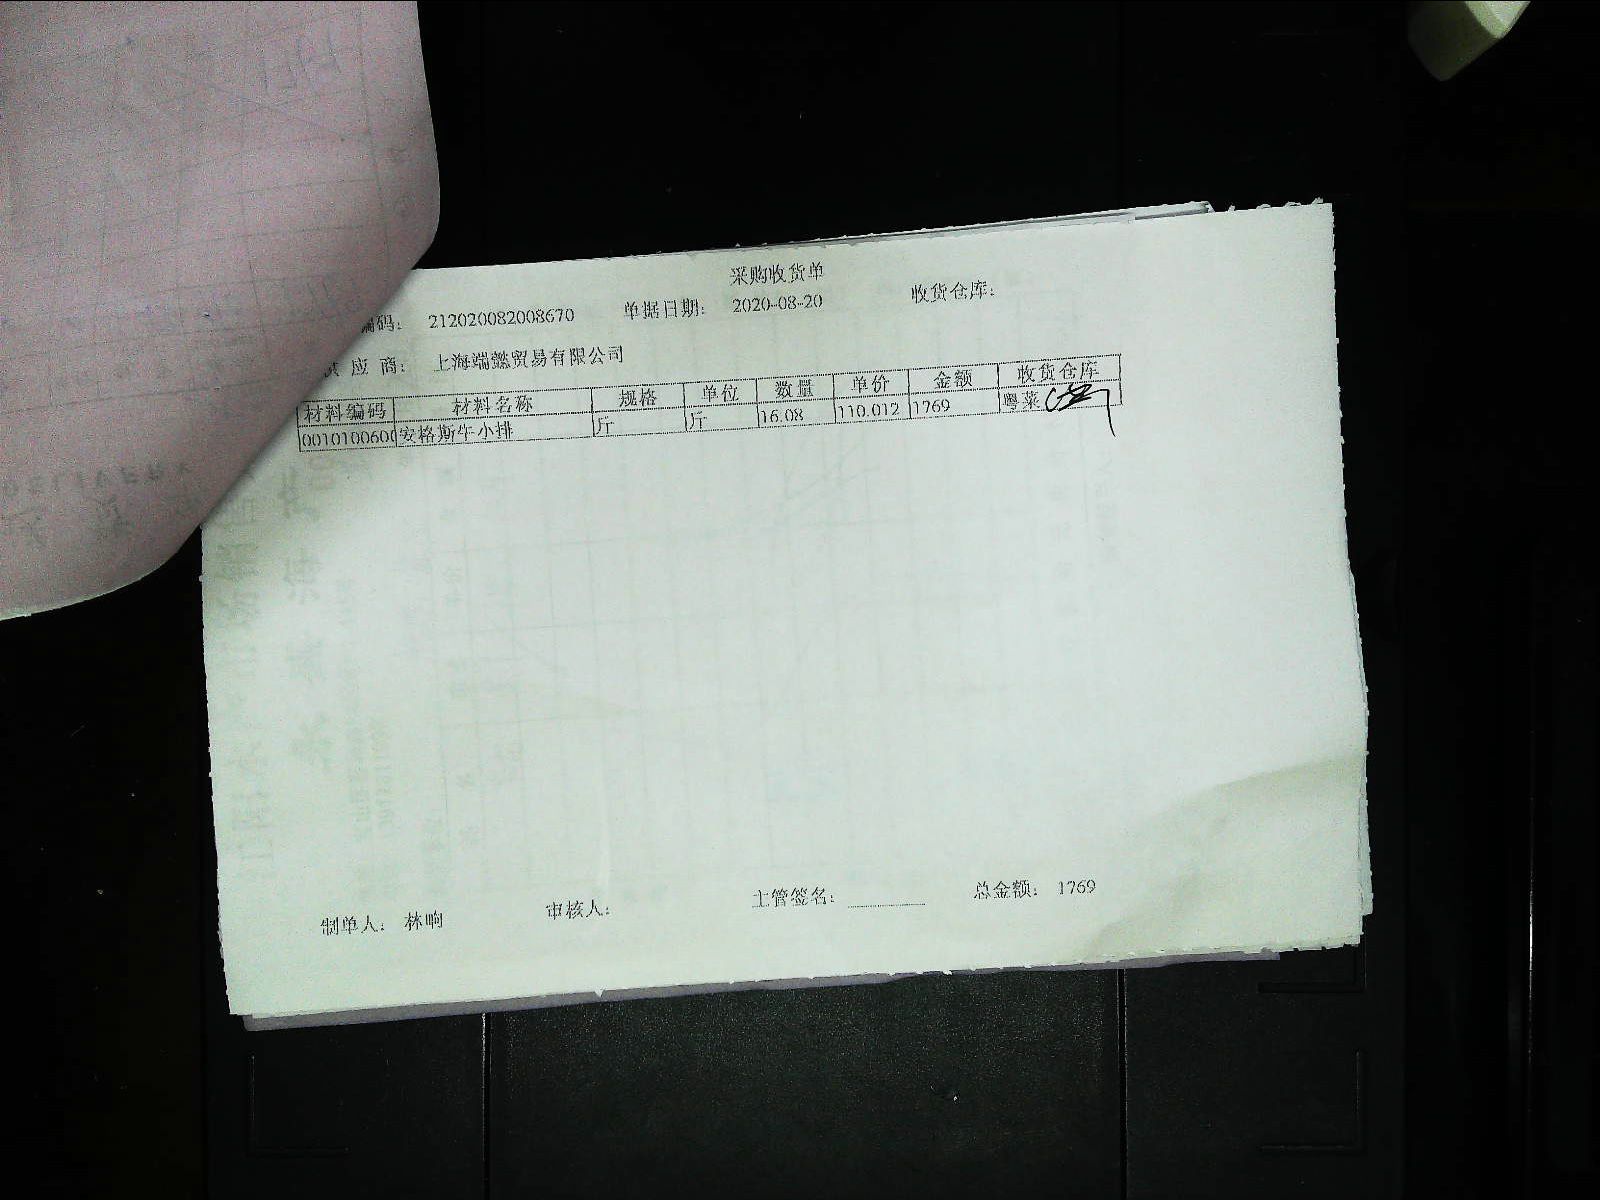 采购收货单
编码： 212020082008670 单据日期： 2020-08-20 收货仓库：
应 商： 上海端懿贸易有限公司
材料编码 材料名称 规格 单位 数量 单价 金额 收货仓库
0010100600 安格斯牛小排 斤 斤 16.08 110.012 1769 粤菜
制单人： 林响 审核人： 主管签名： 总金额： 1769